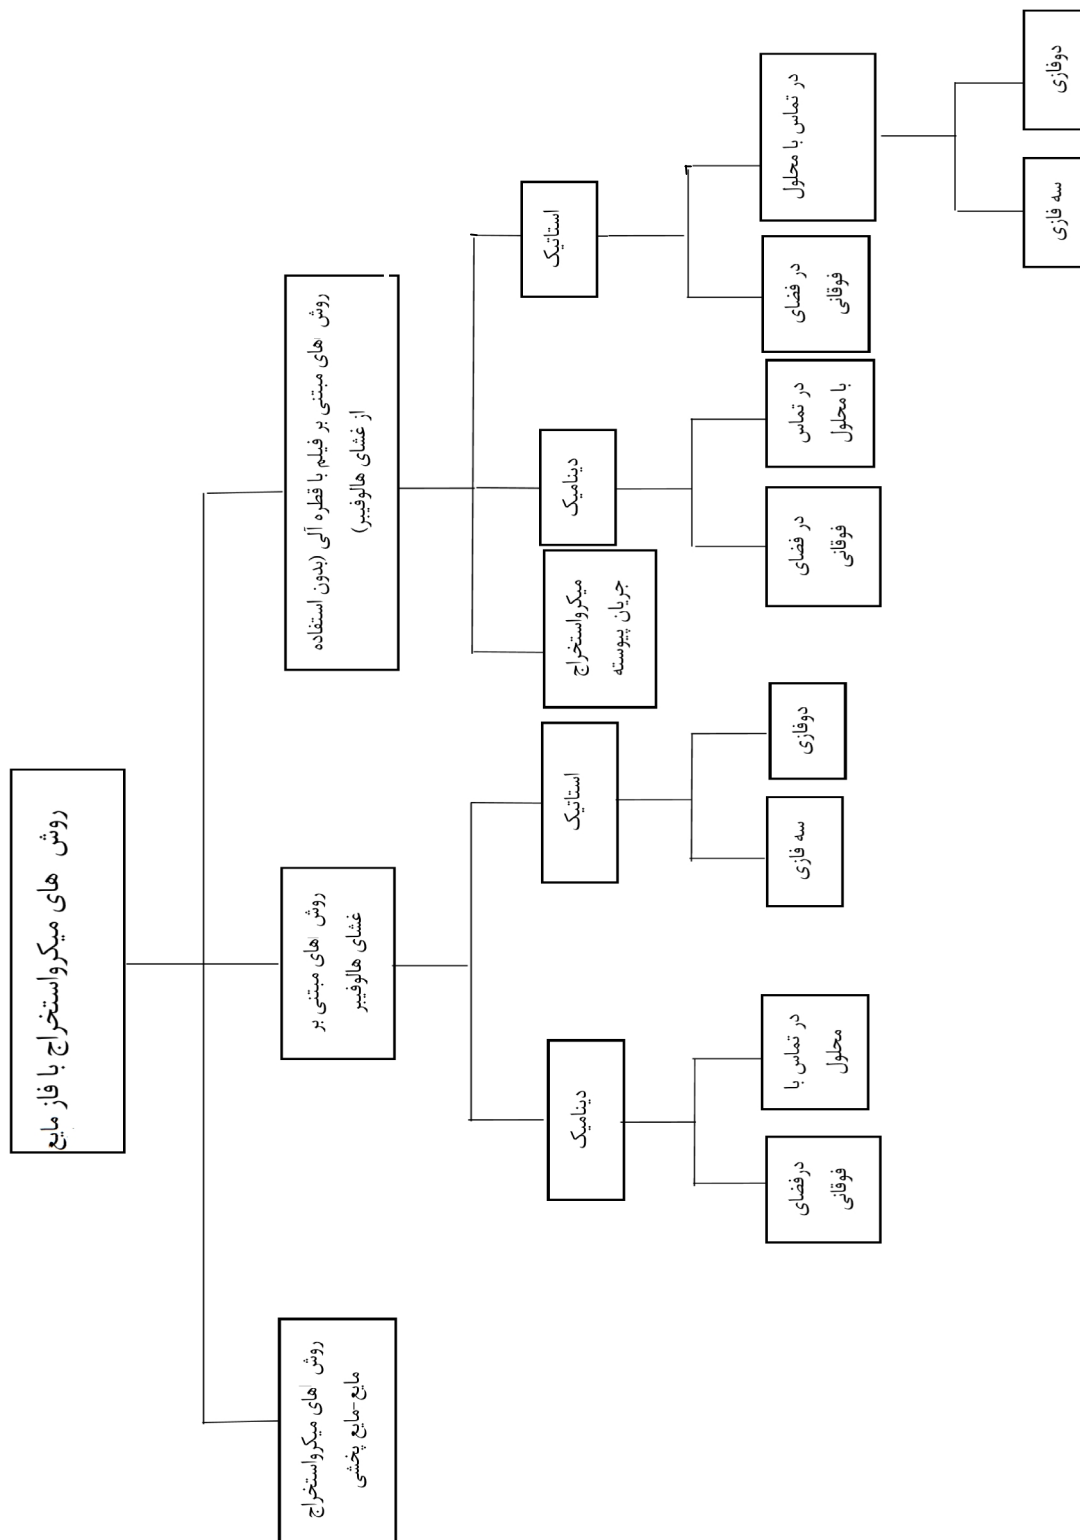 روش های میکرواستخراج با فاز مایع
روش های مبتنی بر فیلم با قطره آلی (بدون استفاده
از غشای هالوفیبر)
روش های مبتنی بر
غشای هالوفیبر
روش های میکرواستخراج
مایع-مایع پخشی
استاتیک
دینامیک
میکرواستخراج
جریان پیوسته
استاتیک
دینامیک
در تماس با محلول
در فضای
فوقانی
در تماس
با محلول
در فضای
فوقانی
دوفازی
سه فازی
در تماس با
محلول
درفضای
فوقانی
دوفازی
سه فازی